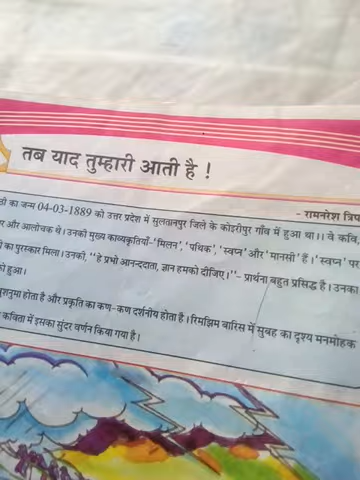 तब याद तुम्हारी आती है !
- रामनरेश
का जन्म 04-03-1889 को उत्तर प्रदेश में सुलतानपुर जिले के कोइरीपुर गाँव में हुआ था।। वे कवि,
और आलोचक थे। उनकी मुख्य काव्यकृतियाँ-'मिलन', 'पथिक', 'स्वप्न' और 'मानसी' हैं। 'स्वप्न' पर
का पुरस्कार मिला। उनकी, "हे प्रभो आनन्ददाता, ज्ञान हमको दीजिए।"- प्रार्थना बहुत प्रसिद्ध है। उनका
हुआ।
होता है और प्रकृति का कण-कण दर्शनीय होता है। रिमझिम बारिस में सुबह का दृश्य मनमोहक
कविता में इसका सुंदर वर्णन किया गया है।